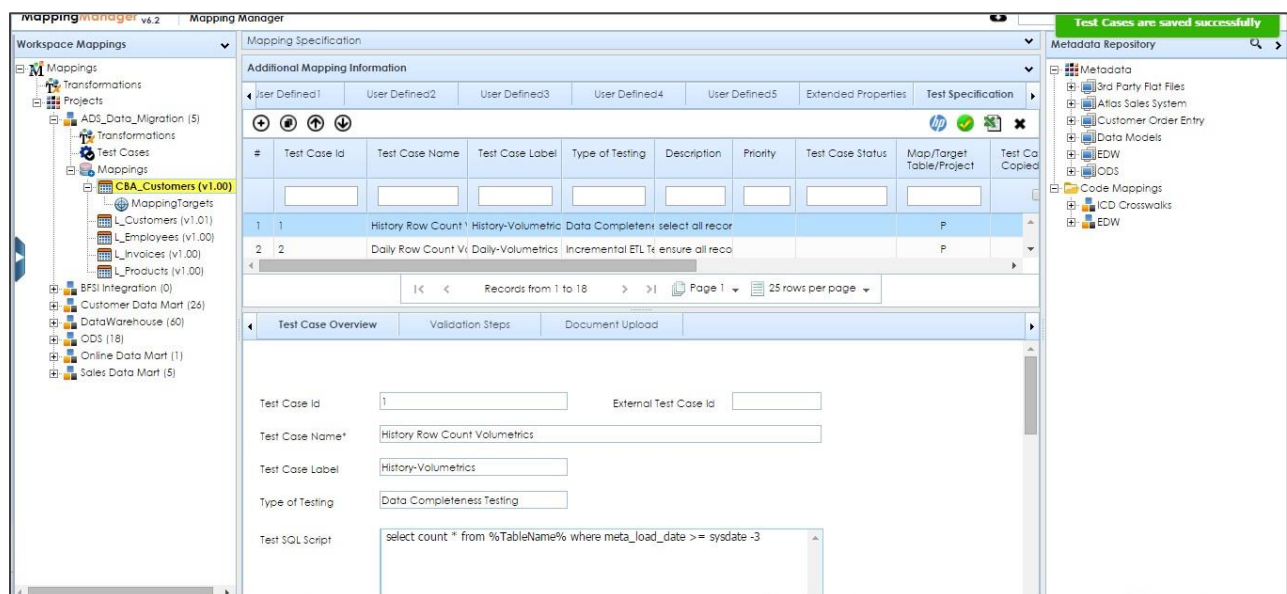 MappingManager v6.2 Mapping Manager
Test Cases are saved successfully
Workspace Mappings
Mappings
Transformations
Projects
ADS_Data_Migration (5)
Transformations
Test Cases
Mappings
CBA_Customers (v1.00)
MappingTargets
L_Customers (v1.01)
L_Employees (v1.00)
L_Invoices (v1.00)
L_Products (v1.00)
BFSI Integration (0)
Customer Data Mart (26)
DataWarehouse (60)
ODS (18)
Online Data Mart (1)
Sales Data Mart (5)
Mapping Specification
Additional Mapping Information
User Defined1 User Defined2 User Defined3 User Defined4 User Defined5 Extended Properties Test Specification
hp
# Test Case Id Test Case Name Test Case Label Type of Testing Description Priority Test Case Status Map/Target Test Ca
Table/Project Copied
1 1 History Row Count History-Volumetric Data Completen select all recor P
2 2 Daily Row Count Vo Daily-Volumetrics Incremental ETL Te ensure all reco P
Records from 1 to 18 Page 1 25 rows per page
Test Case Overview Validation Steps Document Upload
Test Case Id 1 External Test Case Id
Test Case Name* History Row Count Volumetrics
Test Case Label History-Volumetrics
Type of Testing Data Completeness Testing
Test SQL Script select count * from %TableName% where meta_load_date >= sysdate -3
Metadata Repository
Metadata
3rd Party Flat Files
Atlas Sales System
Customer Order Entry
Data Models
EDW
ODS
Code Mappings
ICD Crosswalks
EDW